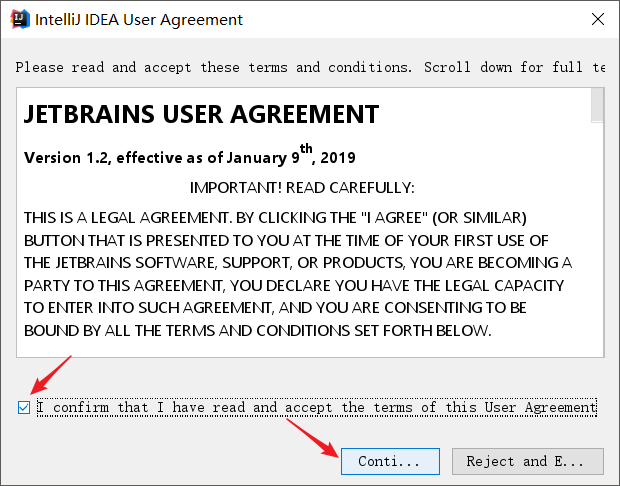 IntelliJ IDEA User Agreement
Please read and accept these terms and conditions. Scroll down for full te
JETBRAINS USER AGREEMENT
Version 1.2, effective as of January 9th, 2019
IMPORTANT! READ CAREFULLY:
THIS IS A LEGAL AGREEMENT. BY CLICKING THE "I AGREE" (OR SIMILAR)
BUTTON THAT IS PRESENTED TO YOU AT THE TIME OF YOUR FIRST USE OF
THE JETBRAINS SOFTWARE, SUPPORT, OR PRODUCTS, YOU ARE BECOMING A
PARTY TO THIS AGREEMENT, YOU DECLARE YOU HAVE THE LEGAL CAPACITY
TO ENTER INTO SUCH AGREEMENT, AND YOU ARE CONSENTING TO BE
BOUND BY ALL THE TERMS AND CONDITIONS SET FORTH BELOW.
I confirm that I have read and accept the terms of this User Agreement
Conti... Reject and E...